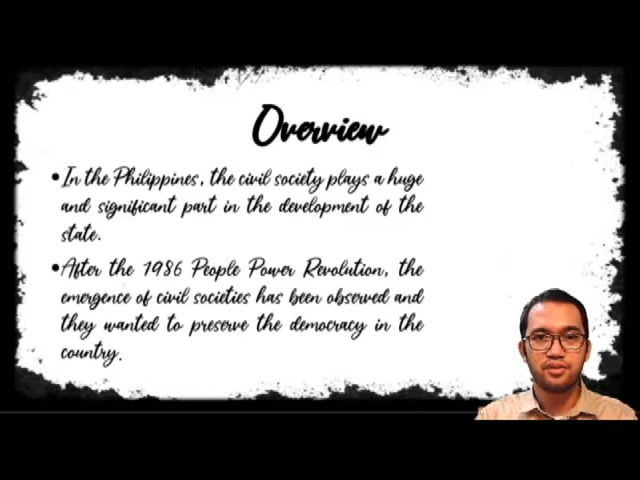 Overview
•In the Philippines, the civil society plays a huge
and significant part in the development of the
state.
•After the 1986 People Power Revolution, the
emergence of civil societies has been observed and
they wanted to preserve the democracy in the
country.